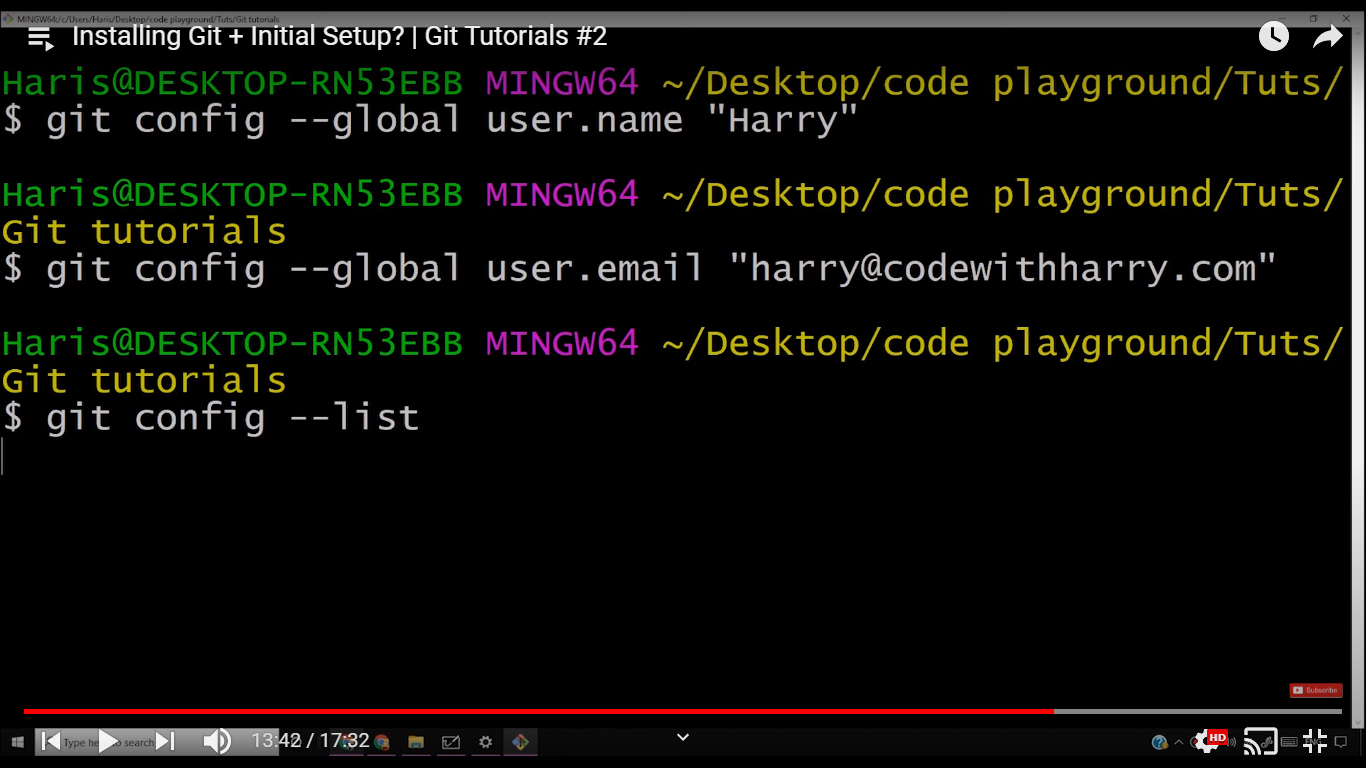 MINGW64:/c/Users/Haris/Desktop/code playground/Tuts/Git tutorials
Installing Git + Initial Setup? | Git Tutorials #2
Haris@DESKTOP-RN53EBB MINGW64 ~/Desktop/code playground/Tuts/
$ git config --global user.name "Harry"
Haris@DESKTOP-RN53EBB MINGW64 ~/Desktop/code playground/Tuts/
Git tutorials
$ git config --global user.email "harry@codewithharry.com"
Haris@DESKTOP-RN53EBB MINGW64 ~/Desktop/code playground/Tuts/
Git tutorials
$ git config --list
Subscribe
Type to search
13:42 / 17:32
HD